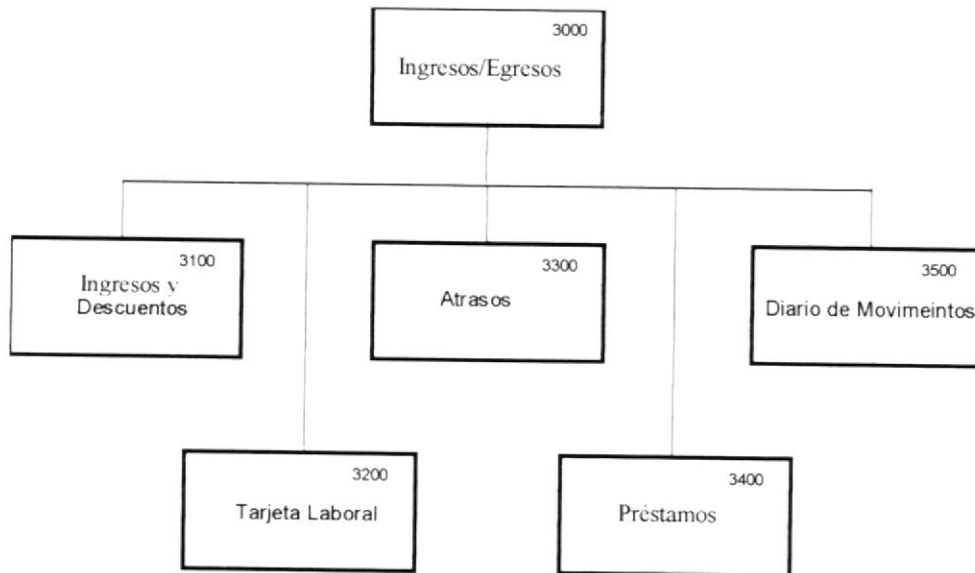 3000
Ingresos/Egresos
3100
Ingresos y
Descuentos
3300
Atrasos
3500
Diario de Movimeintos
3200
Tarjeta Laboral
3400
Préstamos